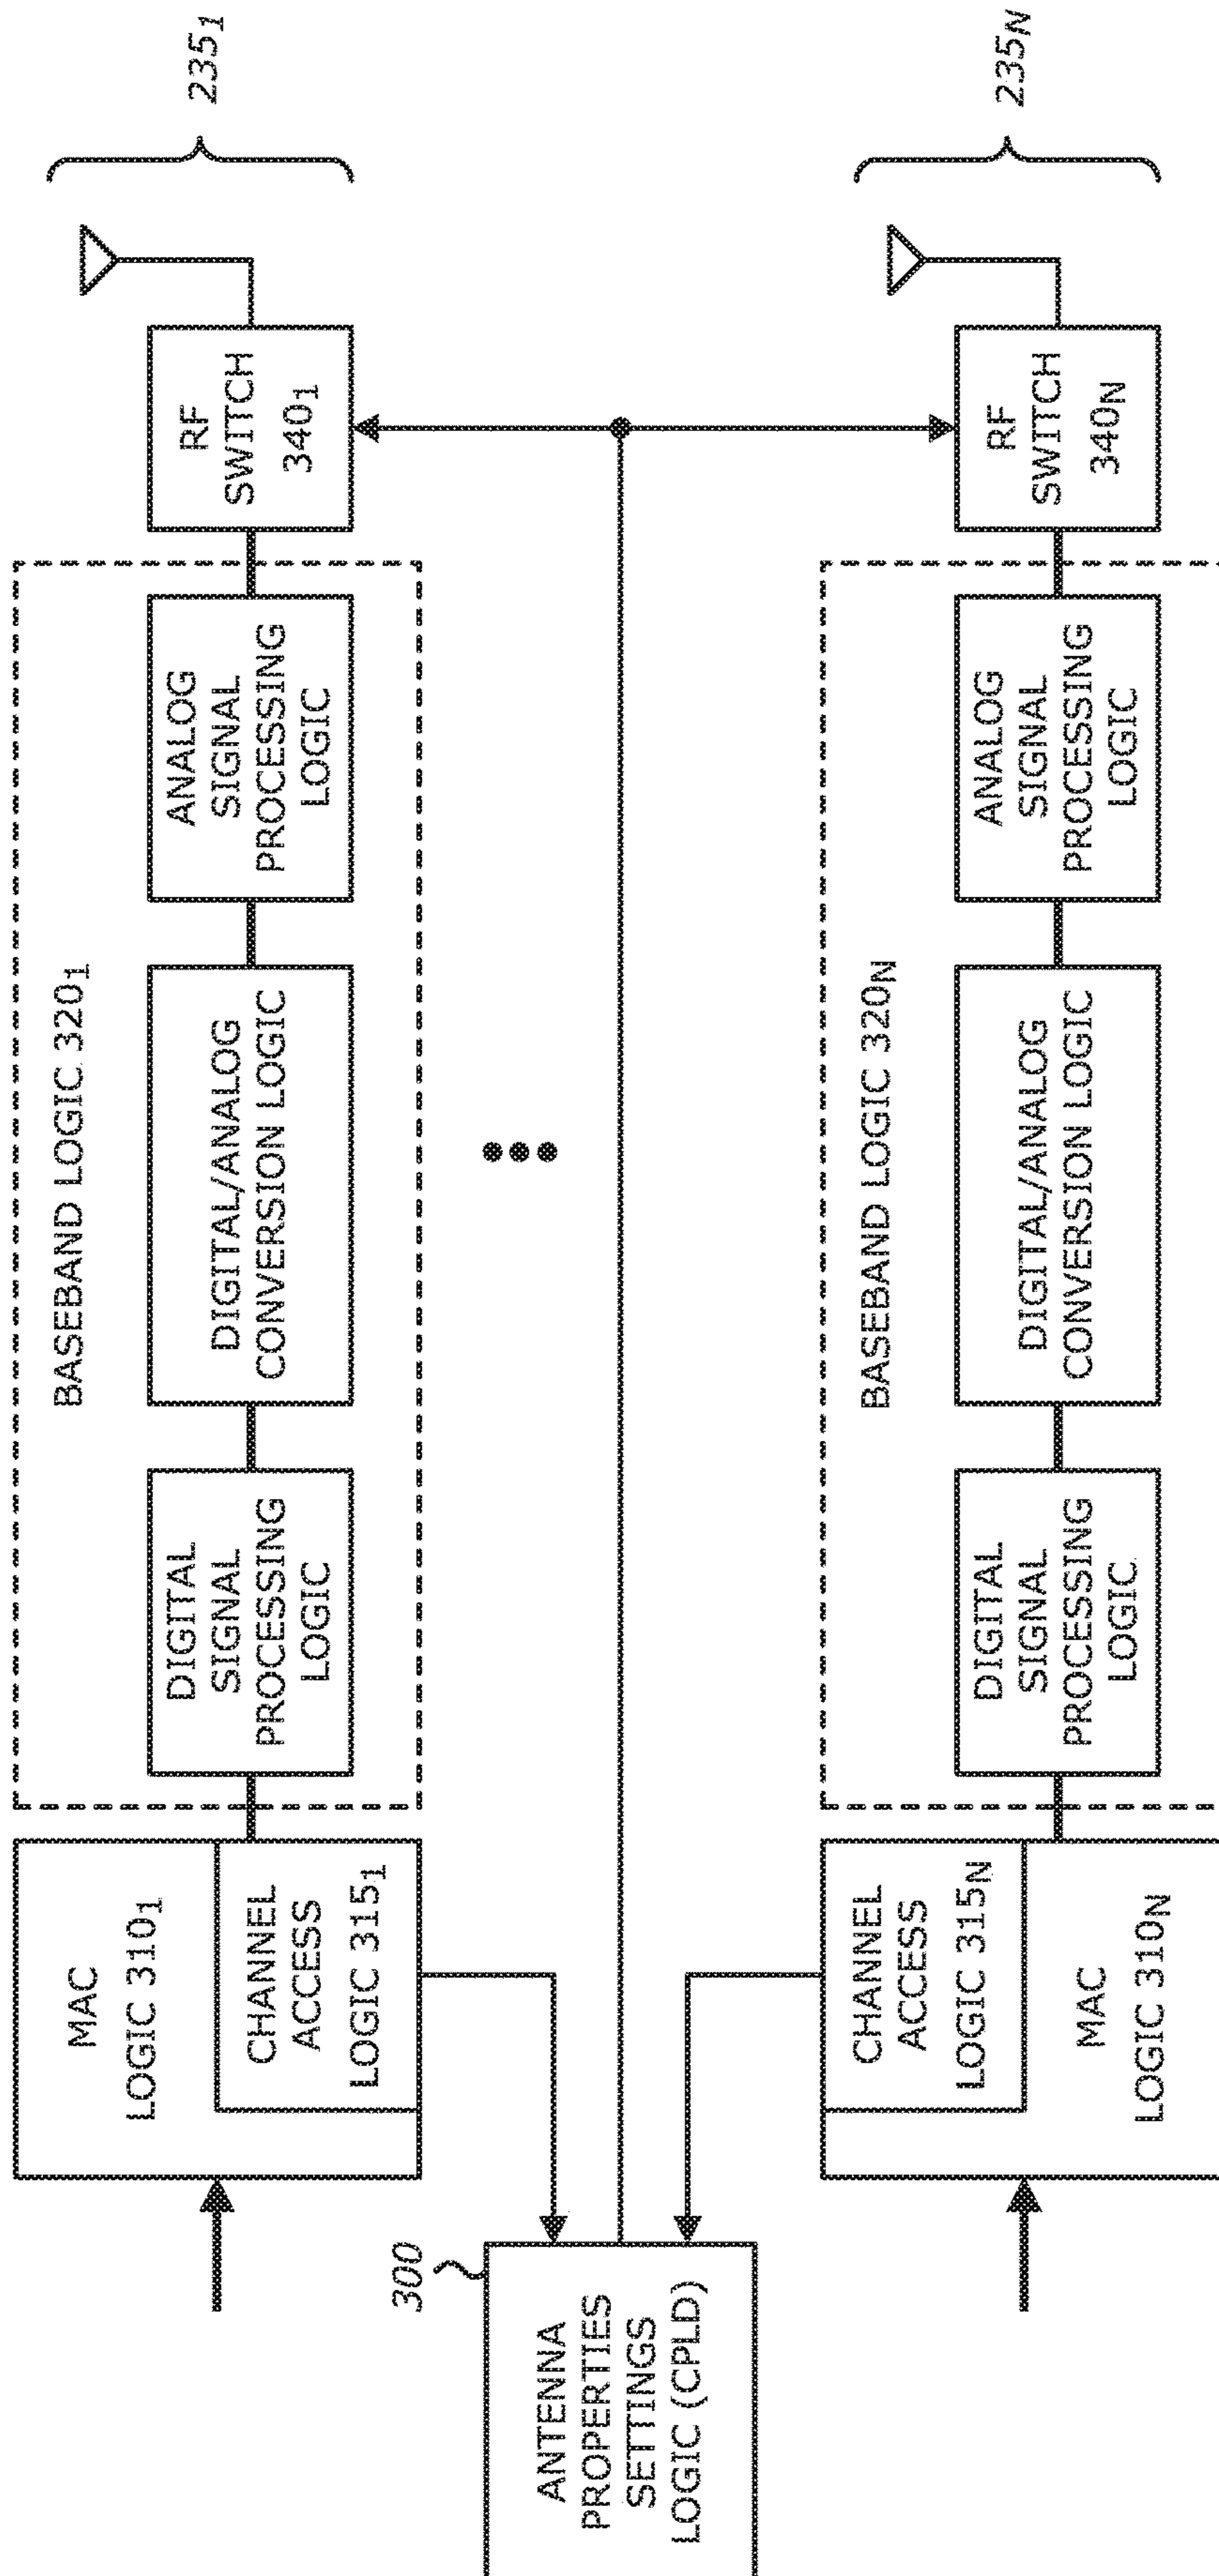 MAC
LOGIC 310₁
CHANNEL
ACCESS
LOGIC 315₁
BASEBAND LOGIC 320₁
DIGITAL
SIGNAL
PROCESSING
LOGIC
DIGITAL/ANALOG
CONVERSION LOGIC
ANALOG
SIGNAL
PROCESSING
LOGIC
RF
SWITCH
340₁
235₁
300
ANTENNA
PROPERTIES
SETTINGS
LOGIC (CPLD)
CHANNEL
ACCESS
LOGIC 315N
MAC
LOGIC 310N
BASEBAND LOGIC 320N
DIGITAL
SIGNAL
PROCESSING
LOGIC
DIGITAL/ANALOG
CONVERSION LOGIC
ANALOG
SIGNAL
PROCESSING
LOGIC
RF
SWITCH
340N
235N